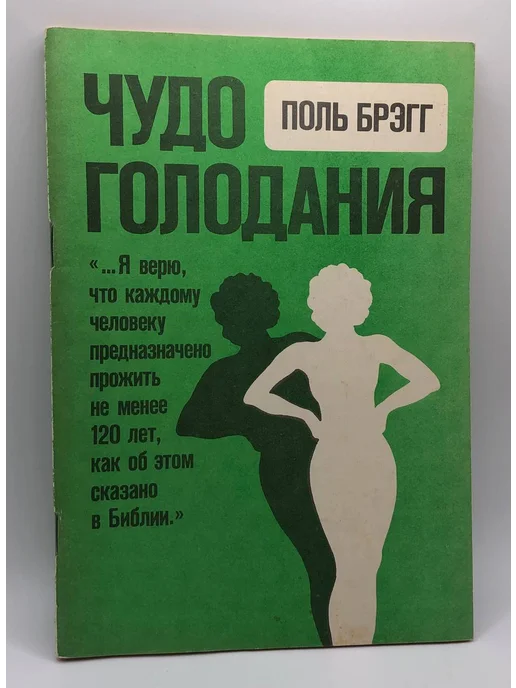 ЧУДО
ПОЛЬ БРЭГГ
ГОЛОДАНИЯ
«...Я верю,
что каждому
человеку
предназначено
прожить
не менее
120 лет,
как об этом
сказано
в Библии.»